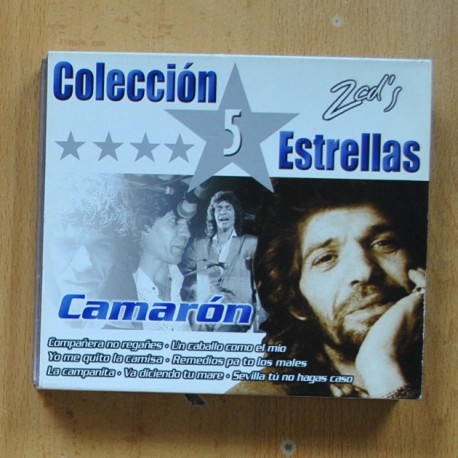 Colección
2cd's
5
Estrellas
Camarón
Compañera no regañes · Un caballo como el mio
Yo me quito la camisa · Remedios pa to los males
La campanita · Va diciendo tu mare · Sevilla tú no hagas caso